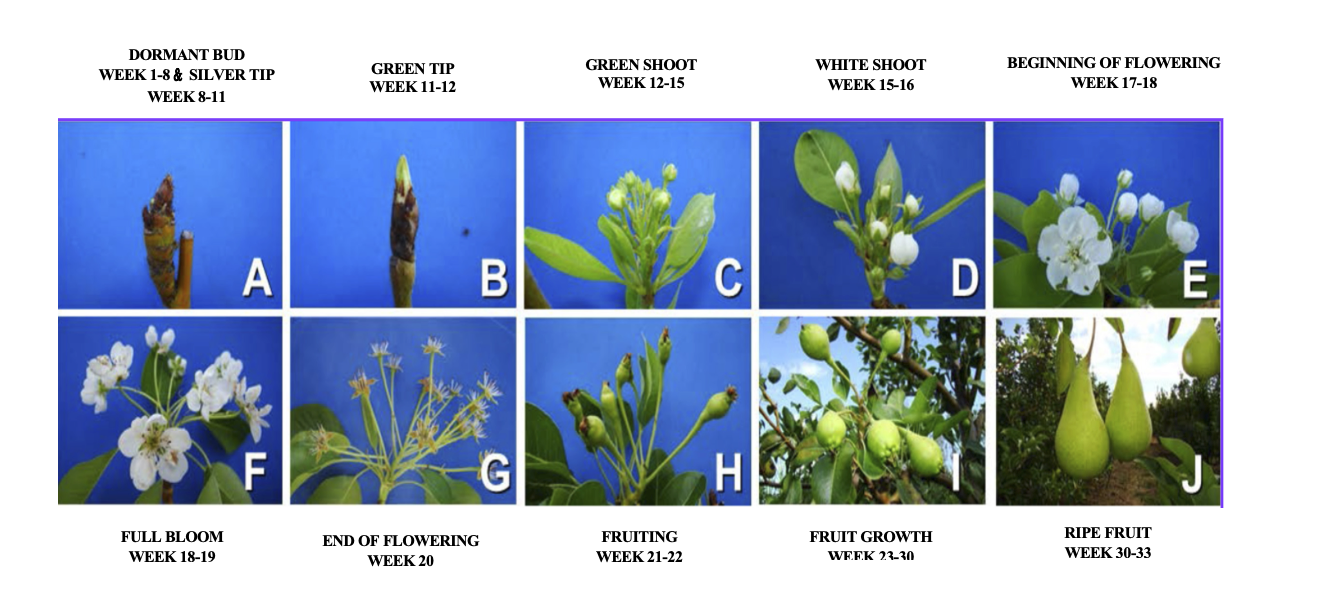 DORMANT BUD
WEEK 1-8 & SILVER TIP
WEEK 8-11
GREEN TIP
WEEK 11-12
GREEN SHOOT
WEEK 12-15
WHITE SHOOT
WEEK 15-16
BEGINNING OF FLOWERING
WEEK 17-18
A
B
C
D
E
F
G
H
I
J
FULL BLOOM
WEEK 18-19
END OF FLOWERING
WEEK 20
FRUITING
WEEK 21-22
FRUIT GROWTH
WEEK 23-30
RIPE FRUIT
WEEK 30-33